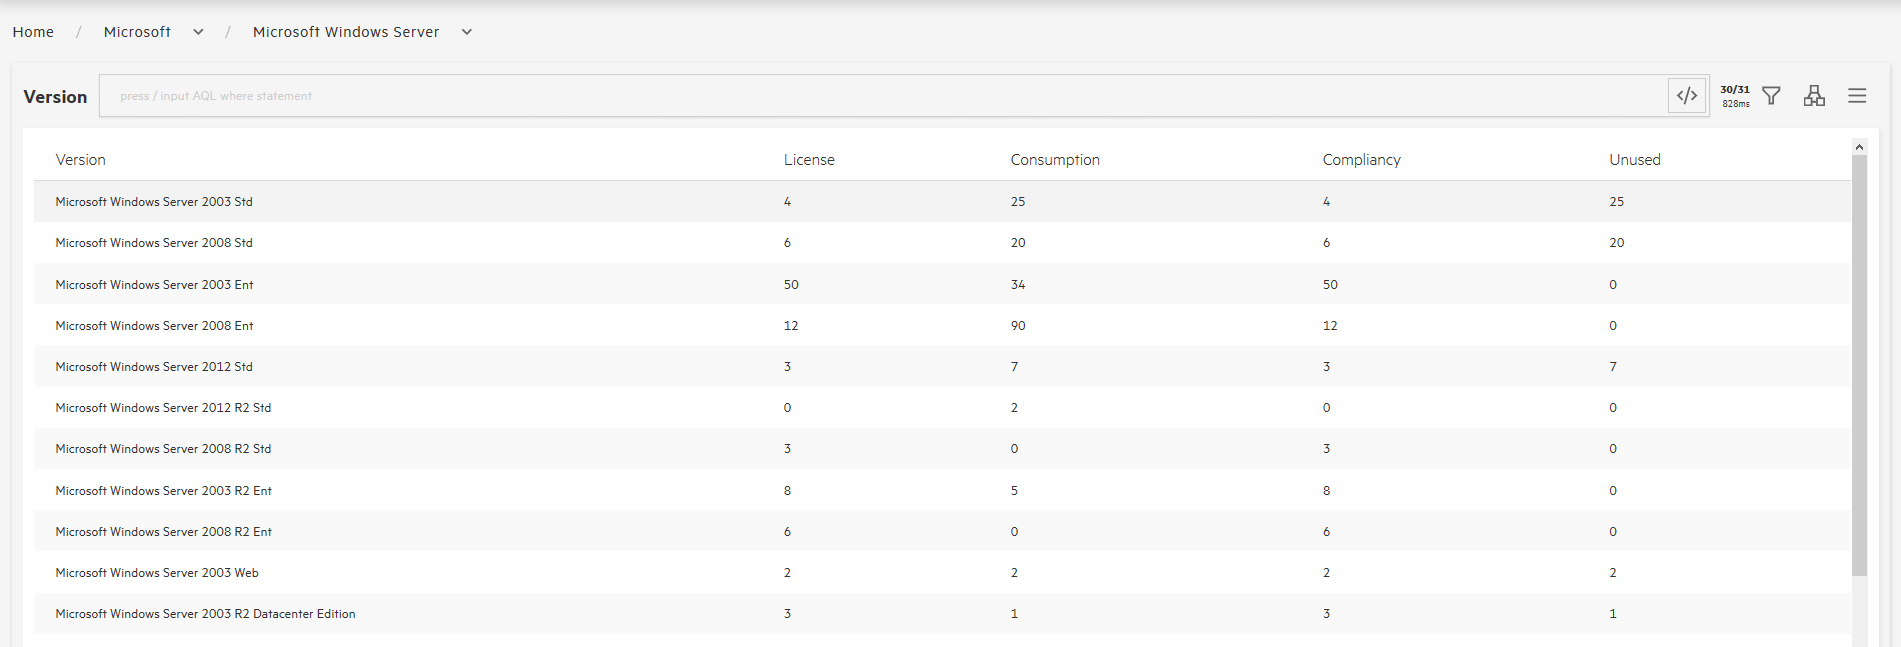 Home / Microsoft / Microsoft Windows Server
Version press / input AQL where statement </> 30/31
828ms
Version License Consumption Compliancy Unused
Microsoft Windows Server 2003 Std 4 25 4 25
Microsoft Windows Server 2008 Std 6 20 6 20
Microsoft Windows Server 2003 Ent 50 34 50 0
Microsoft Windows Server 2008 Ent 12 90 12 0
Microsoft Windows Server 2012 Std 3 7 3 7
Microsoft Windows Server 2012 R2 Std 0 2 0 0
Microsoft Windows Server 2008 R2 Std 3 0 3 0
Microsoft Windows Server 2003 R2 Ent 8 5 8 0
Microsoft Windows Server 2008 R2 Ent 6 0 6 0
Microsoft Windows Server 2003 Web 2 2 2 2
Microsoft Windows Server 2003 R2 Datacenter Edition 3 1 3 1